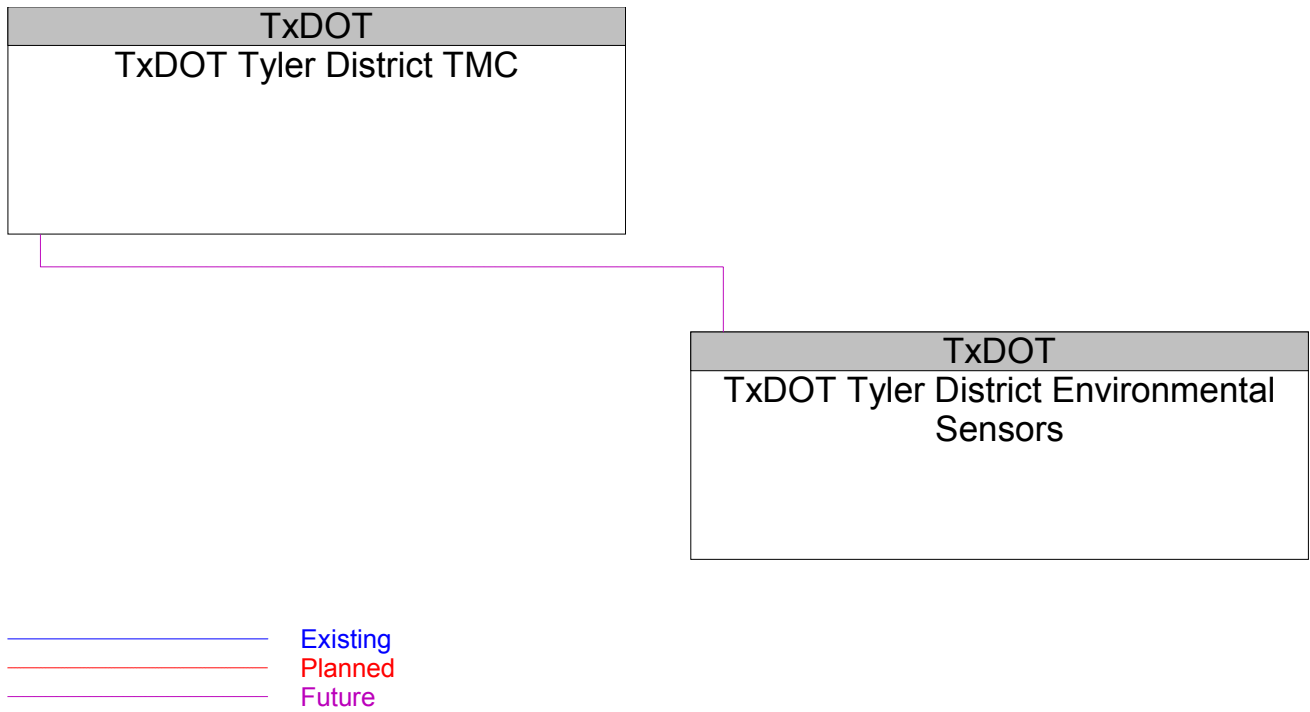 TxDOT
TxDOT Tyler District TMC
TxDOT
TxDOT Tyler District Environmental
Sensors
Existing
Planned
Future